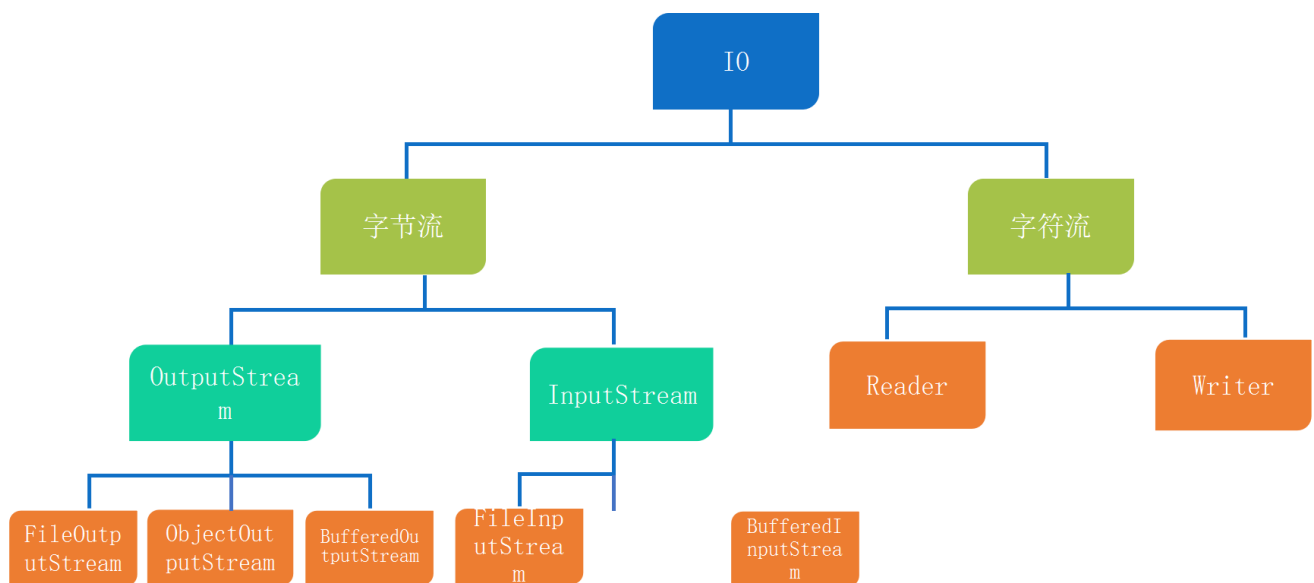 IO
字节流
字符流
OutputStrea
m
InputStream
Reader
Writer
FileOutp
utStream
ObjectOut
putStream
BufferedOu
tputStream
FileInp
utStrea
m
BufferedI
nputStrea
m